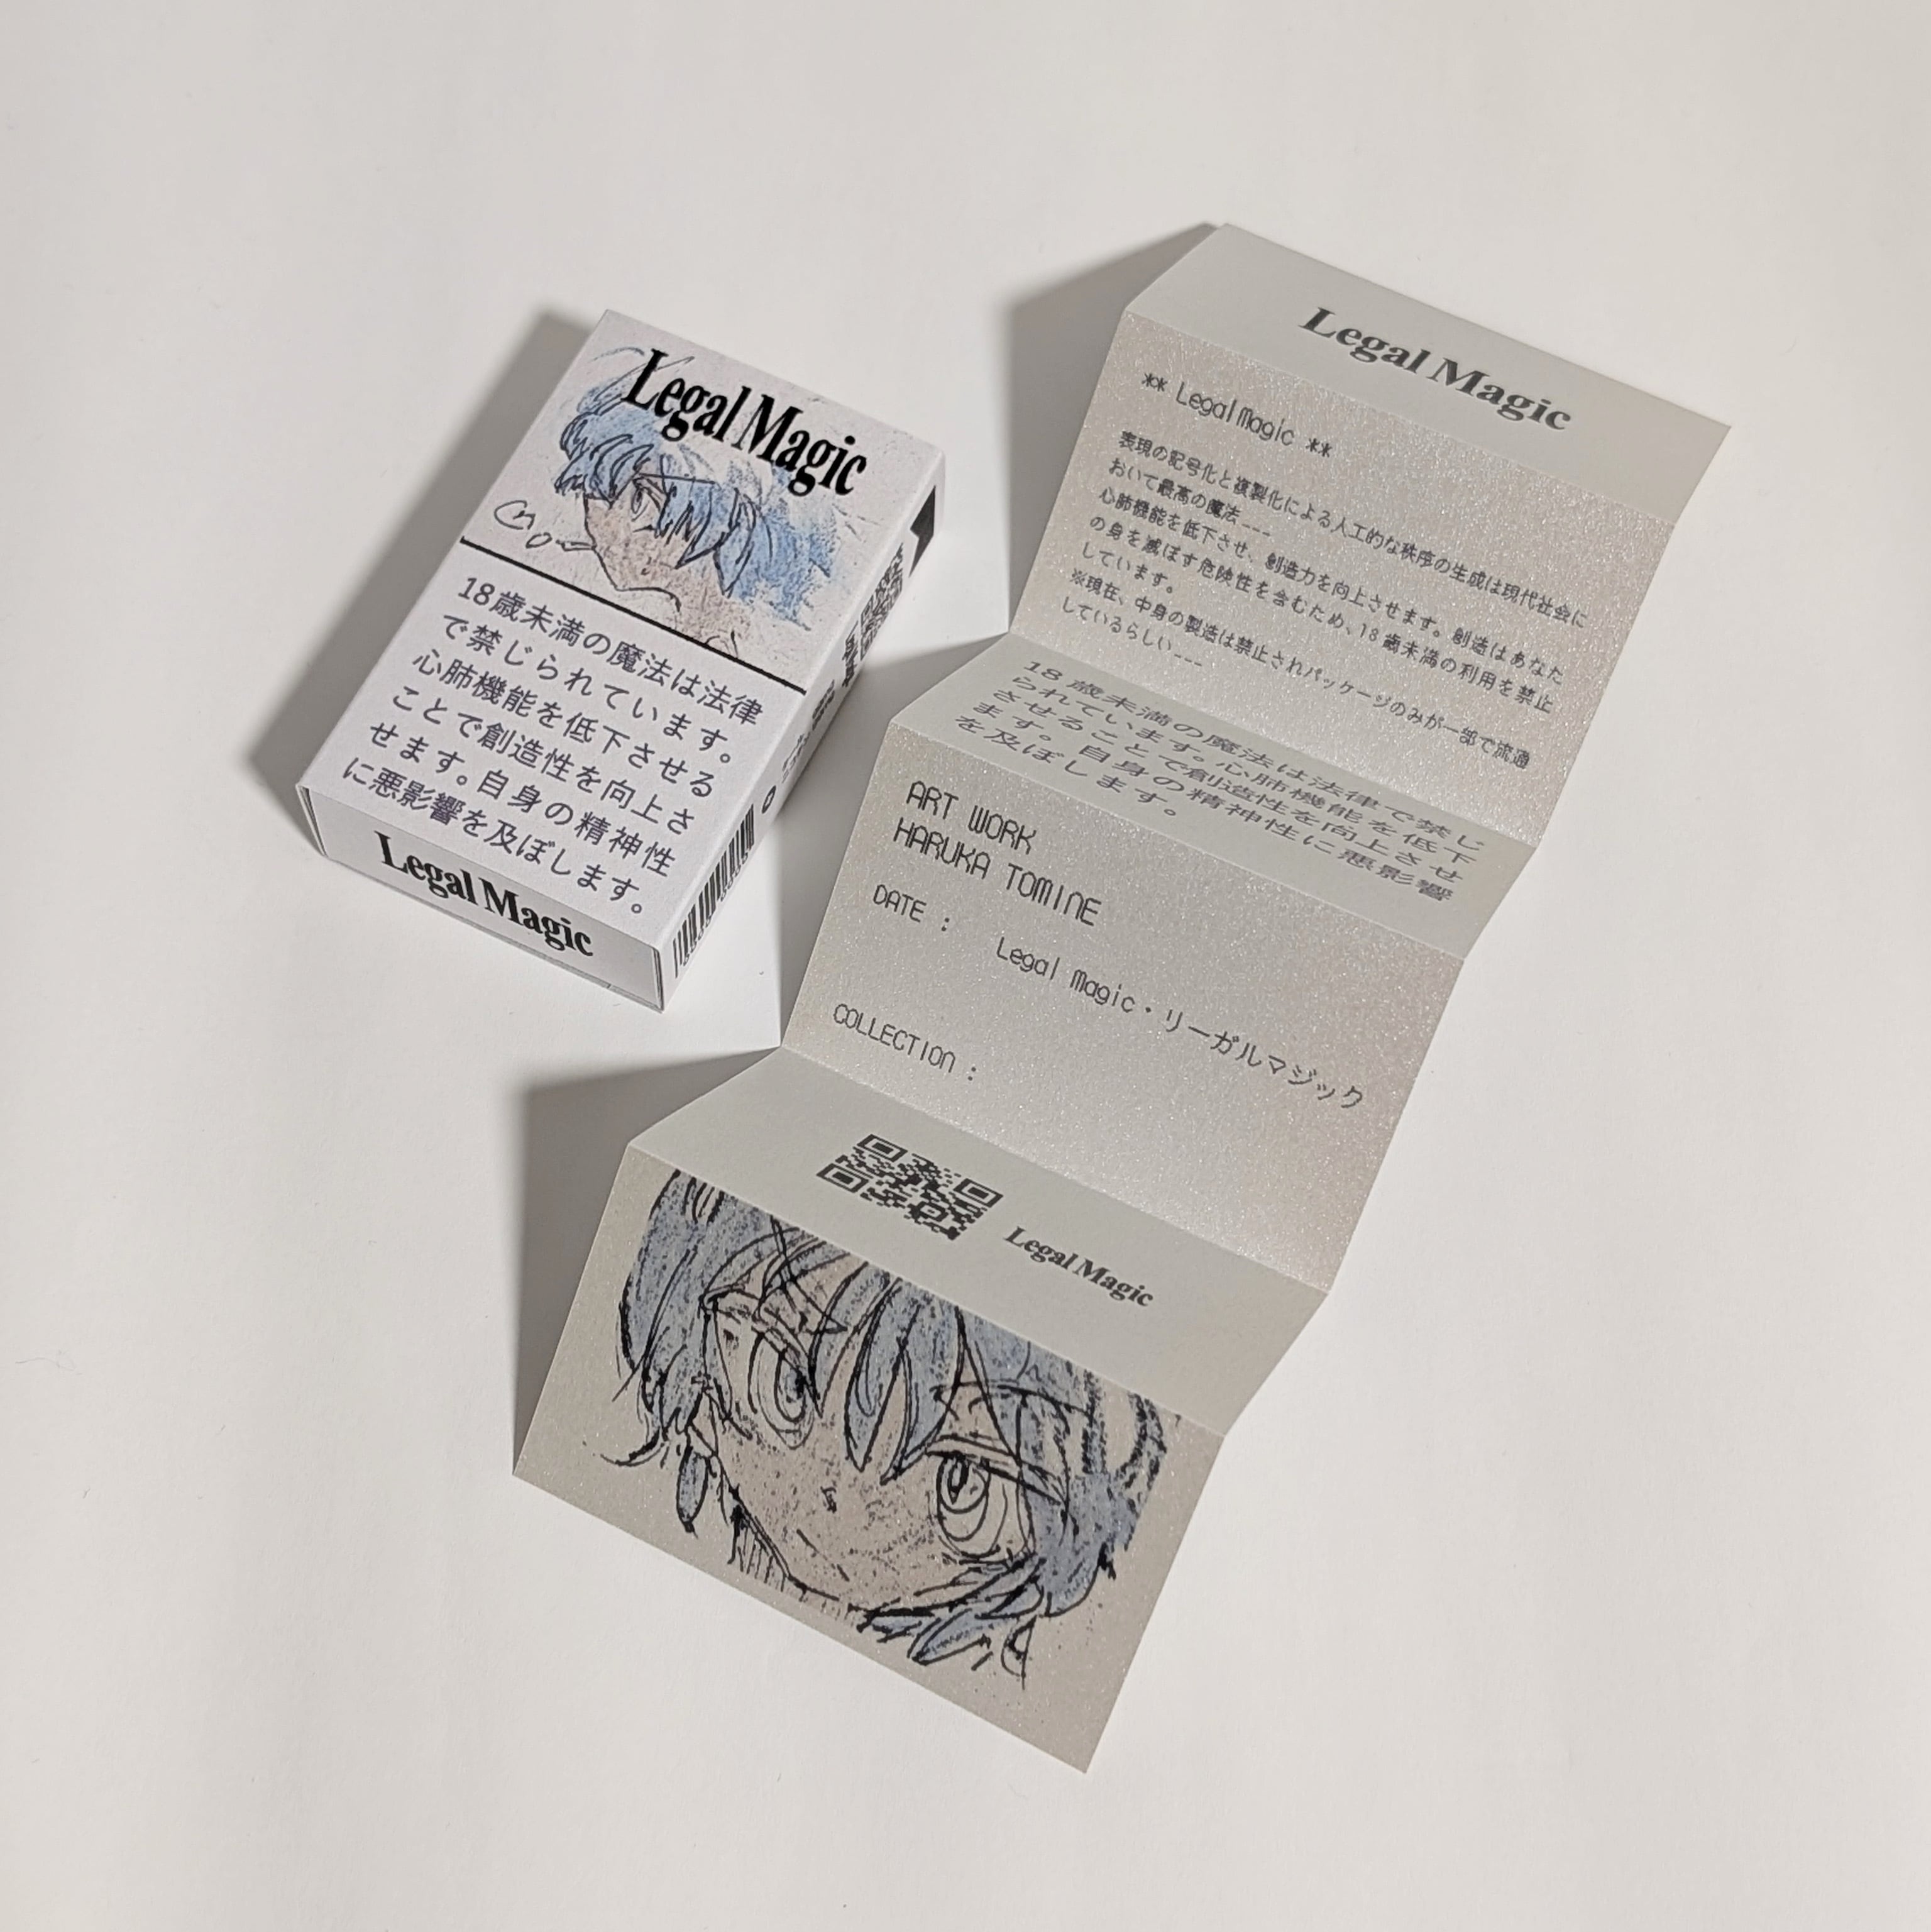 Legal Magic
18歳未満の魔法は法律
で禁じられています。
心肺機能を低下させる
ことで創造性を向上さ
せます。自身の精神性
に悪影響を及ぼします。
Legal Magic
Legal Magic
** Legal Magic **
表現の記号化と複製化による人工的な秩序の生成は現代社会に
おいて最高の魔法---
心肺機能を低下させ、創造力を向上させます。創造はあなた
の身を滅ぼす危険性を含むため、18歳未満の利用を禁止
しています。
※現在、中身の製造は禁止されパッケージのみが一部で流通
しているらしい---
18歳未満の魔法は法律で禁じ
られています。心肺機能を低下
させることで創造性を向上させ
ます。自身の精神性に悪影響
を及ぼします。
ART WORK
HARUKA TOMINE
DATE :
Legal Magic・リーガルマジック
COLLECTION :
Legal Magic